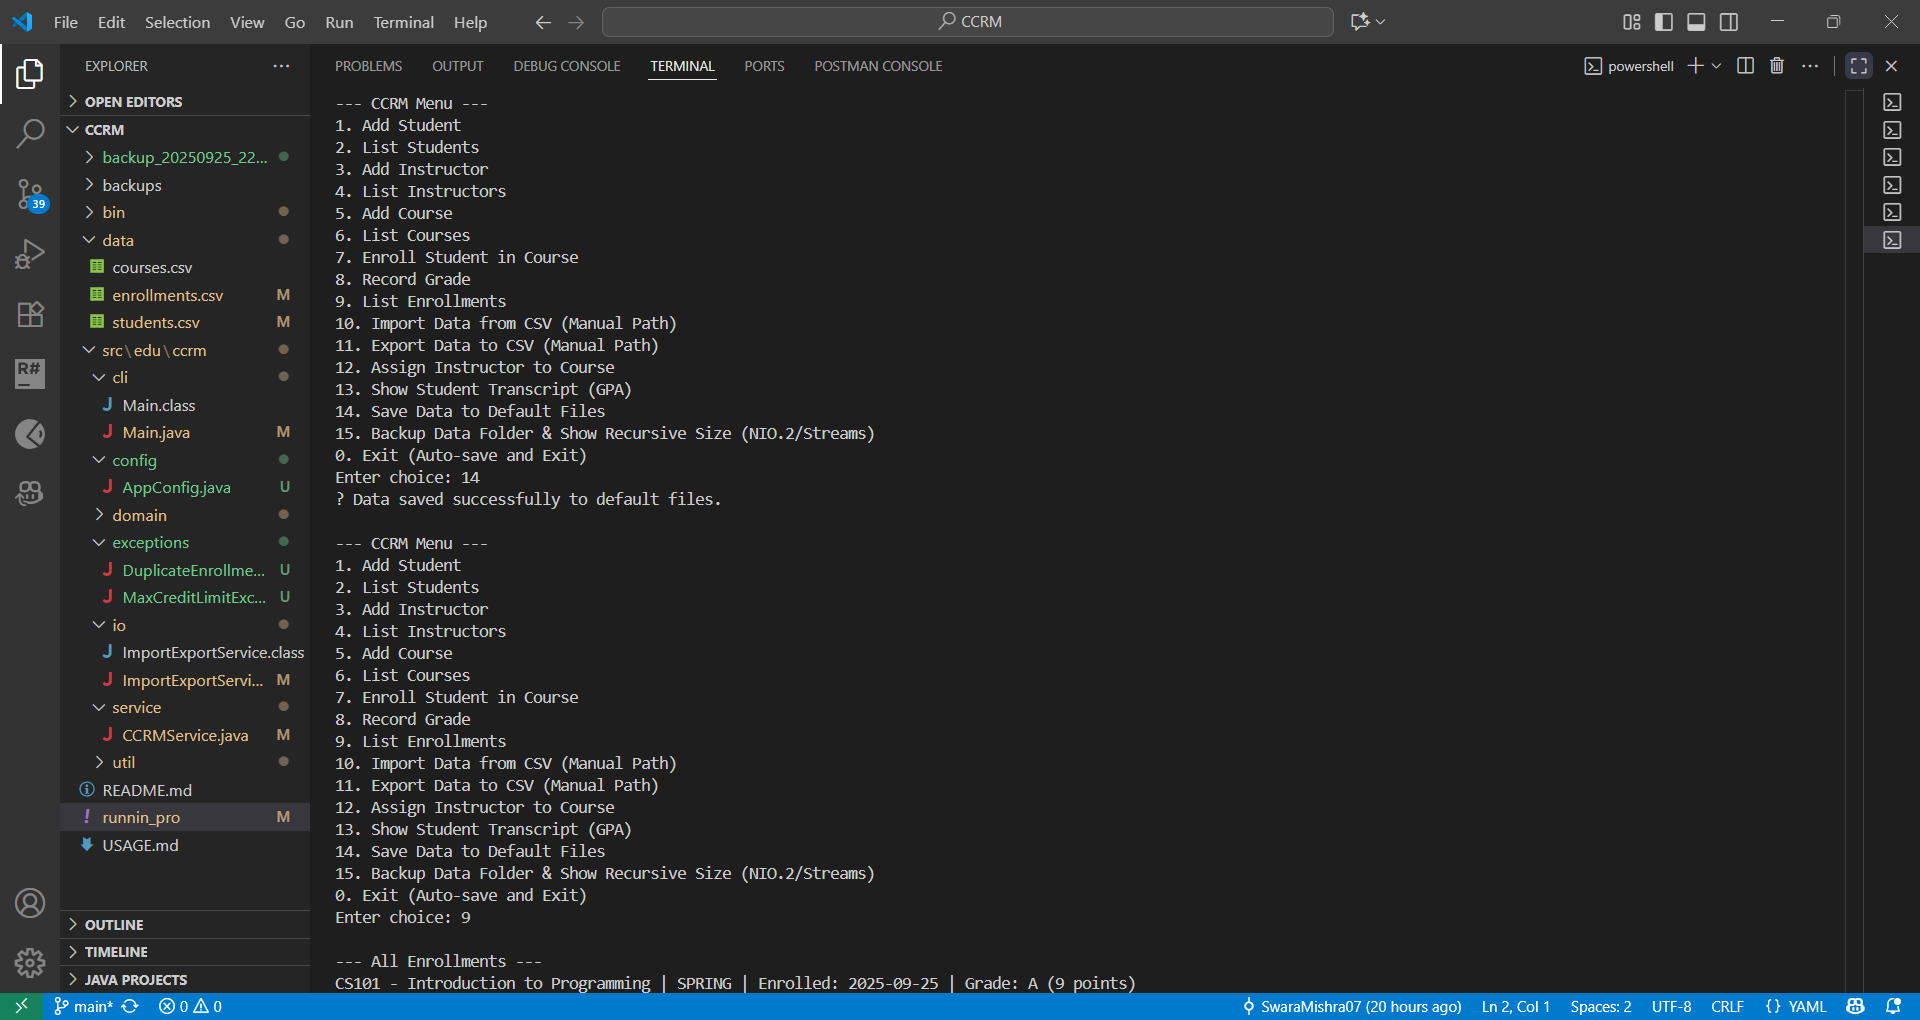 File Edit Selection View Go Run Terminal Help
CCRM
EXPLORER
PROBLEMS OUTPUT DEBUG CONSOLE TERMINAL PORTS POSTMAN CONSOLE
powershell
OPEN EDITORS
CCRM
backup_20250925_22...
backups
bin
data
courses.csv
enrollments.csv M
students.csv M
src\edu\ccrm
cli
J Main.class
J Main.java M
config
J AppConfig.java U
domain
exceptions
J DuplicateEnrollme... U
J MaxCreditLimitExc... U
io
J ImportExportService.class
J ImportExportServi... M
service
J CCRMService.java M
util
README.md
! runnin_pro M
USAGE.md
OUTLINE
TIMELINE
JAVA PROJECTS
39
R#
--- CCRM Menu ---
1. Add Student
2. List Students
3. Add Instructor
4. List Instructors
5. Add Course
6. List Courses
7. Enroll Student in Course
8. Record Grade
9. List Enrollments
10. Import Data from CSV (Manual Path)
11. Export Data to CSV (Manual Path)
12. Assign Instructor to Course
13. Show Student Transcript (GPA)
14. Save Data to Default Files
15. Backup Data Folder & Show Recursive Size (NIO.2/Streams)
0. Exit (Auto-save and Exit)
Enter choice: 14
? Data saved successfully to default files.
--- CCRM Menu ---
1. Add Student
2. List Students
3. Add Instructor
4. List Instructors
5. Add Course
6. List Courses
7. Enroll Student in Course
8. Record Grade
9. List Enrollments
10. Import Data from CSV (Manual Path)
11. Export Data to CSV (Manual Path)
12. Assign Instructor to Course
13. Show Student Transcript (GPA)
14. Save Data to Default Files
15. Backup Data Folder & Show Recursive Size (NIO.2/Streams)
0. Exit (Auto-save and Exit)
Enter choice: 9
--- All Enrollments ---
CS101 - Introduction to Programming | SPRING | Enrolled: 2025-09-25 | Grade: A (9 points)
main* 0 0 SwaraMishra07 (20 hours ago) Ln 2, Col 1 Spaces: 2 UTF-8 CRLF {} YAML